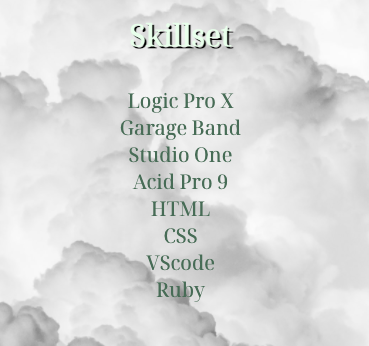 Skillset
Logic Pro X
Garage Band
Studio One
Acid Pro 9
HTML
CSS
VScode
Ruby